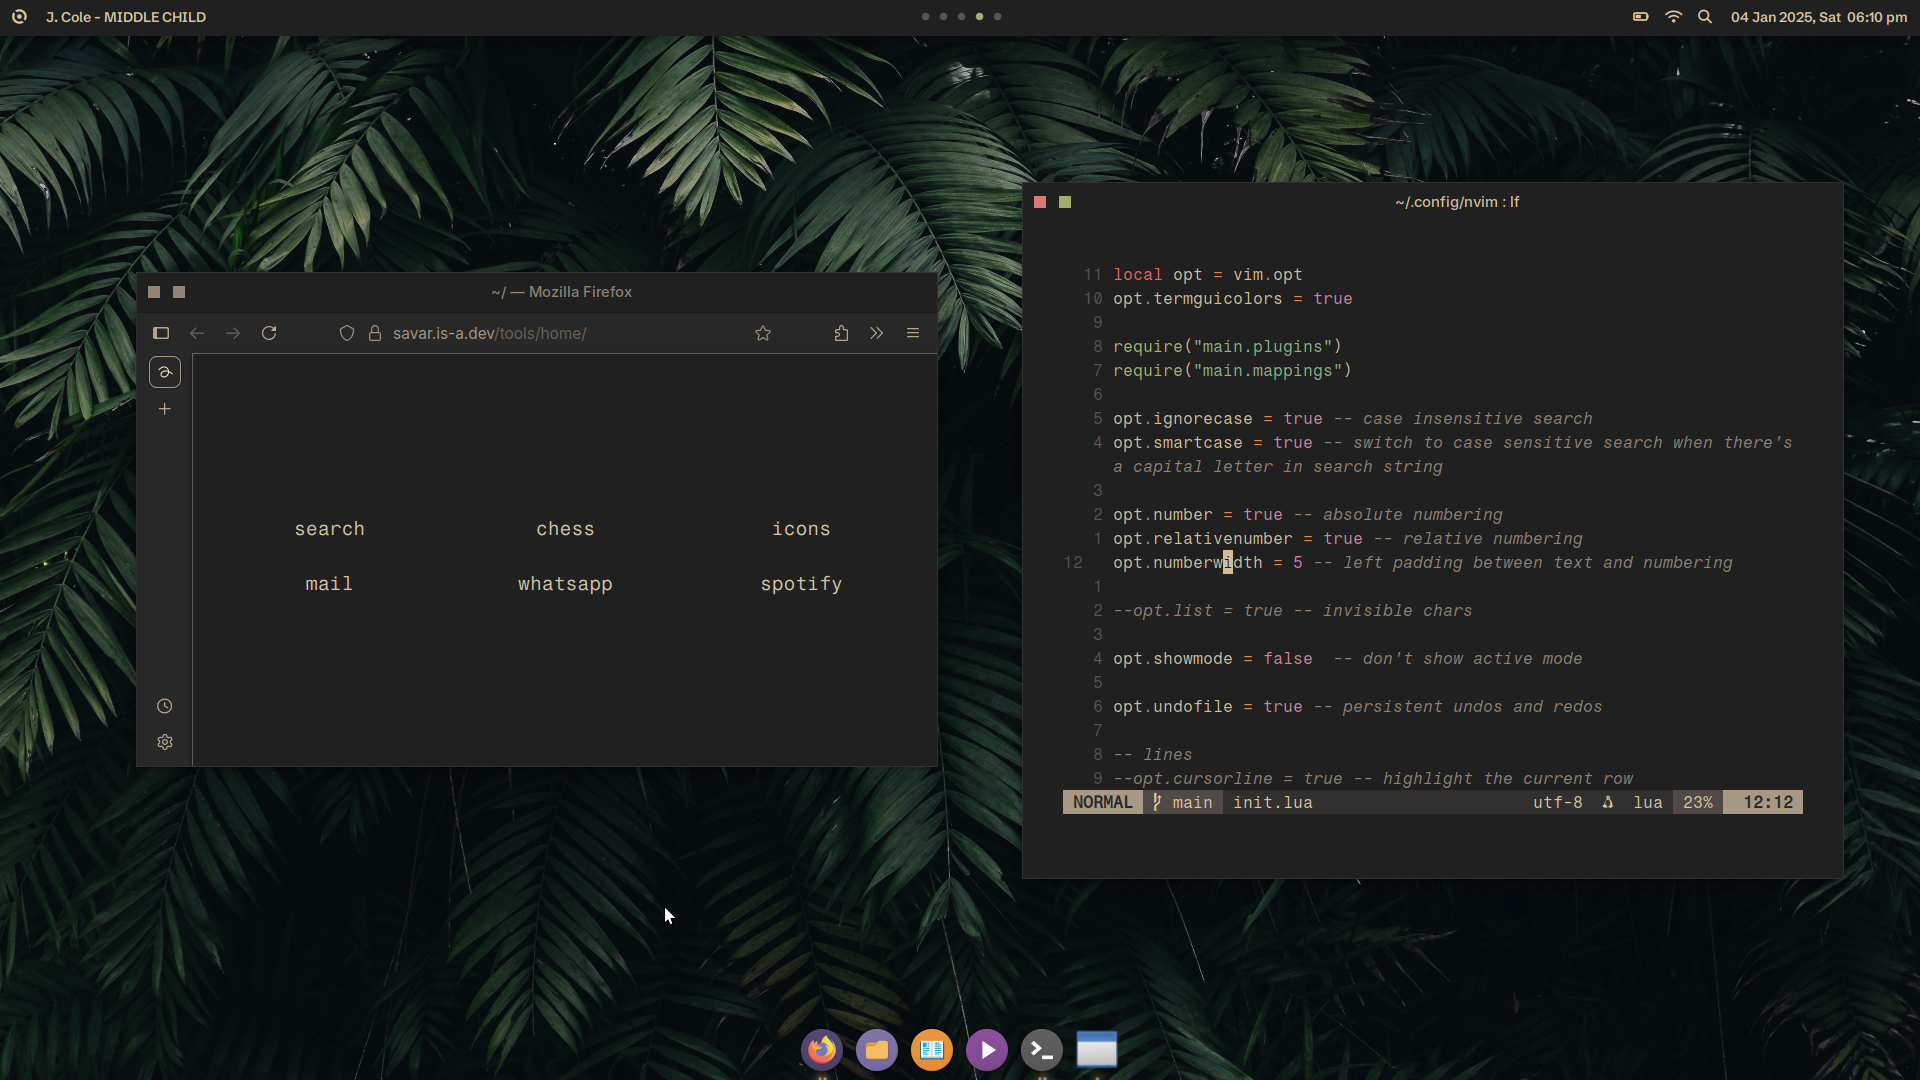 J. Cole - MIDDLE CHILD
04 Jan 2025, Sat 06:10 pm
~/ — Mozilla Firefox
savar.is-a.dev/tools/home/
search chess icons
mail whatsapp spotify
~/.config/nvim : lf
11 local opt = vim.opt
10 opt.termguicolors = true
9
8 require("main.plugins")
7 require("main.mappings")
6
5 opt.ignorecase = true -- case insensitive search
4 opt.smartcase = true -- switch to case sensitive search when there's
a capital letter in search string
3
2 opt.number = true -- absolute numbering
1 opt.relativenumber = true -- relative numbering
12 opt.numberwidth = 5 -- left padding between text and numbering
1
2 --opt.list = true -- invisible chars
3
4 opt.showmode = false  -- don't show active mode
5
6 opt.undofile = true -- persistent undos and redos
7
8 -- lines
9 --opt.cursorline = true -- highlight the current row
NORMAL main init.lua utf-8 lua 23% 12:12